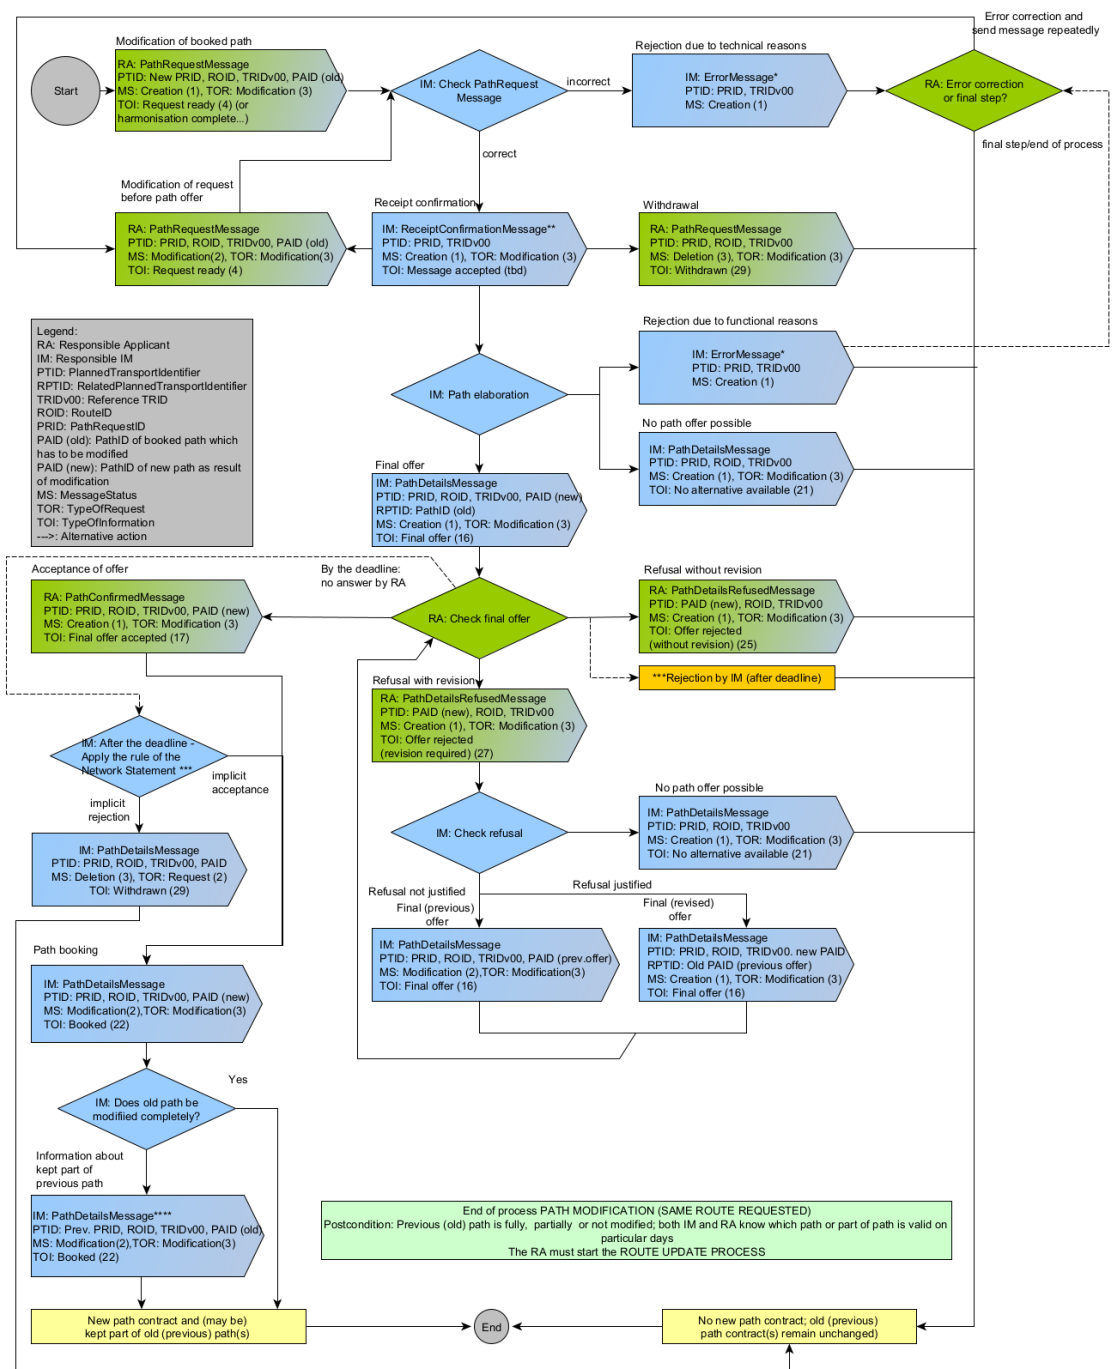 Error correction and
send message repeatedly
Modification of booked path
RA: PathRequestMessage
PTID: New PRID, ROID, TRIDv00, PAID (old)
MS: Creation (1), TOR: Modification (3)
TOI: Request ready (4) (or
harmonisation complete...)
Start
IM: Check PathRequest
Message
incorrect
correct
Rejection due to technical reasons
IM: ErrorMessage*
PTID: PRID, TRIDv00
MS: Creation (1)
RA: Error correction
or final step?
final step/end of process
Modification of request
before path offer
RA: PathRequestMessage
PTID: PRID, ROID, TRIDv00, PAID (old)
MS: Modification(2), TOR: Modification(3)
TOI: Request ready (4)
Receipt confirmation
IM: ReceiptConfirmationMessage**
PTID: PRID, TRIDv00
MS: Creation (1), TOR: Modification (3)
TOI: Message accepted (tbd)
Withdrawal
RA: PathRequestMessage
PTID: PRID, ROID, TRIDv00
MS: Deletion (3), TOR: Modification (3)
TOI: Withdrawn (29)
Legend:
RA: Responsible Applicant
IM: Responsible IM
PTID: PlannedTransportIdentifier
RPTID: RelatedPlannedTransportIdentifier
TRIDv00: Reference TRID
ROID: RouteID
PRID: PathRequestID
PAID (old): PathID of booked path which
has to be modified
PAID (new): PathID of new path as result
of modification
MS: MessageStatus
TOR: TypeOfRequest
TOI: TypeOfInformation
--->: Alternative action
IM: Path elaboration
Rejection due to functional reasons
IM: ErrorMessage*
PTID: PRID, TRIDv00
MS: Creation (1)
No path offer possible
IM: PathDetailsMessage
PTID: PRID, ROID, TRIDv00
MS: Creation (1), TOR: Modification (3)
TOI: No alternative available (21)
Final offer
IM: PathDetailsMessage
PTID: PRID, ROID, TRIDv00, PAID (new)
RPTID: PathID (old)
MS: Creation (1), TOR: Modification (3)
TOI: Final offer (16)
Acceptance of offer
RA: PathConfirmedMessage
PTID: PRID, ROID, TRIDv00, PAID (new)
MS: Creation (1), TOR: Modification (3)
TOI: Final offer accepted (17)
By the deadline:
no answer by RA
RA: Check final offer
Refusal without revision
RA: PathDetailsRefusedMessage
PTID: PAID (new), ROID, TRIDv00
MS: Creation (1), TOR: Modification (3)
TOI: Offer rejected
(without revision) (25)
***Rejection by IM (after deadline)
Refusal with revision
RA: PathDetailsRefusedMessage
PTID: PAID (new), ROID, TRIDv00
MS: Creation (1), TOR: Modification (3)
TOI: Offer rejected
(revision required) (27)
IM: After the deadline -
Apply the rule of the
Network Statement ***
implicit
acceptance
implicit
rejection
IM: PathDetailsMessage
PTID: PRID, ROID, TRIDv00, PAID
MS: Deletion (3), TOR: Request (2)
TOI: Withdrawn (29)
IM: Check refusal
No path offer possible
IM: PathDetailsMessage
PTID: PRID, ROID, TRIDv00
MS: Creation (1), TOR: Modification (3)
TOI: No alternative available (21)
Refusal not justified
Refusal justified
Final (previous)
offer
IM: PathDetailsMessage
PTID: PRID, ROID, TRIDv00, PAID (prev.offer)
MS: Modification (2),TOR: Modification(3)
TOI: Final offer (16)
Final (revised)
offer
IM: PathDetailsMessage
PTID: PRID, ROID, TRIDv00. new PAID
RPTID: Old PAID (previous offer)
MS: Creation (1), TOR: Modification (3)
TOI: Final offer (16)
Path booking
IM: PathDetailsMessage
PTID: PRID, ROID, TRIDv00, PAID (new)
MS: Modification(2),TOR: Modification(3)
TOI: Booked (22)
Yes
IM: Does old path be
modifiied completely?
Information about
kept part of
previous path
IM: PathDetailsMessage****
PTID: Prev. PRID, ROID, TRIDv00, PAID (old)
MS: Modification(2),TOR: Modification(3)
TOI: Booked (22)
End of process PATH MODIFICATION (SAME ROUTE REQUESTED)
Postcondition: Previous (old) path is fully, partially or not modified; both IM and RA know which path or part of path is valid on
particular days
The RA must start the ROUTE UPDATE PROCESS
New path contract and (may be)
kept part of old (previous) path(s)
End
No new path contract; old (previous)
path contract(s) remain unchanged)